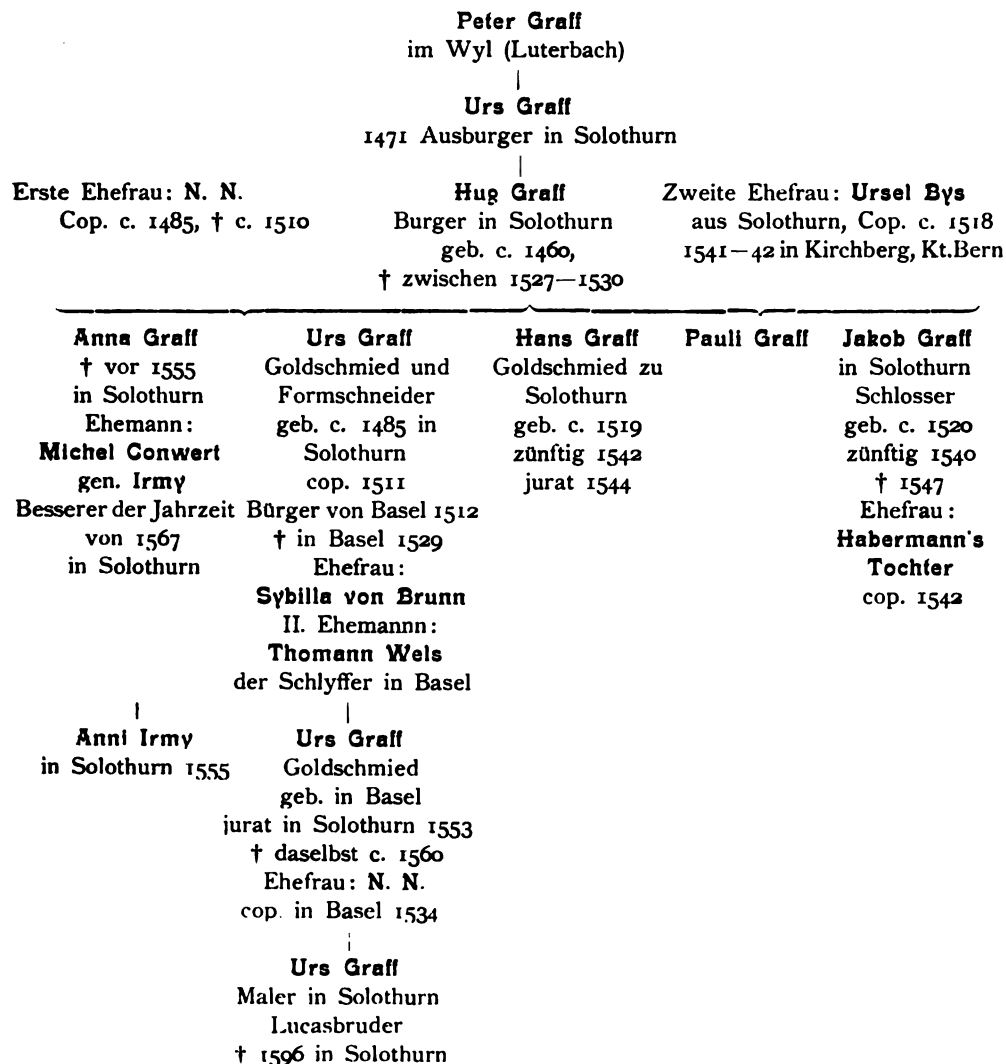 Peter Graff
im Wyl (Luterbach)
Urs Graff
1471 Ausburger in Solothurn
Erste Ehefrau: N. N.
Cop. c. 1485, † c. 1510
Hug Graff
Burger in Solothurn
geb. c. 1460,
† zwischen 1527—1530
Zweite Ehefrau: Ursel Bys
aus Solothurn, Cop. c. 1518
1541—42 in Kirchberg, Kt. Bern
Anna Graff
† vor 1555
in Solothurn
Ehemann:
Michel Conwert
gen. Irmy
Besserer der Jahrzeit
von 1567
in Solothurn
Urs Graff
Goldschmied und
Formschneider
geb. c. 1485 in
Solothurn
cop. 1511
Bürger von Basel 1512
† in Basel 1529
Ehefrau:
Sybilla von Brunn
II. Ehemannn:
Thomann Wels
der Schlyffer in Basel
Hans Graff
Goldschmied zu
Solothurn
geb. c. 1519
zünftig 1542
jurat 1544
Pauli Graff
Jakob Graff
in Solothurn
Schlosser
geb. c. 1520
zünftig 1540
† 1547
Ehefrau:
Habermann's
Tochter
cop. 1542
Anni Irmy
in Solothurn 1555
Urs Graff
Goldschmied
geb. in Basel
jurat in Solothurn 1553
† daselbst c. 1560
Ehefrau: N. N.
cop. in Basel 1534
Urs Graff
Maler in Solothurn
Lucasbruder
† 1596 in Solothurn